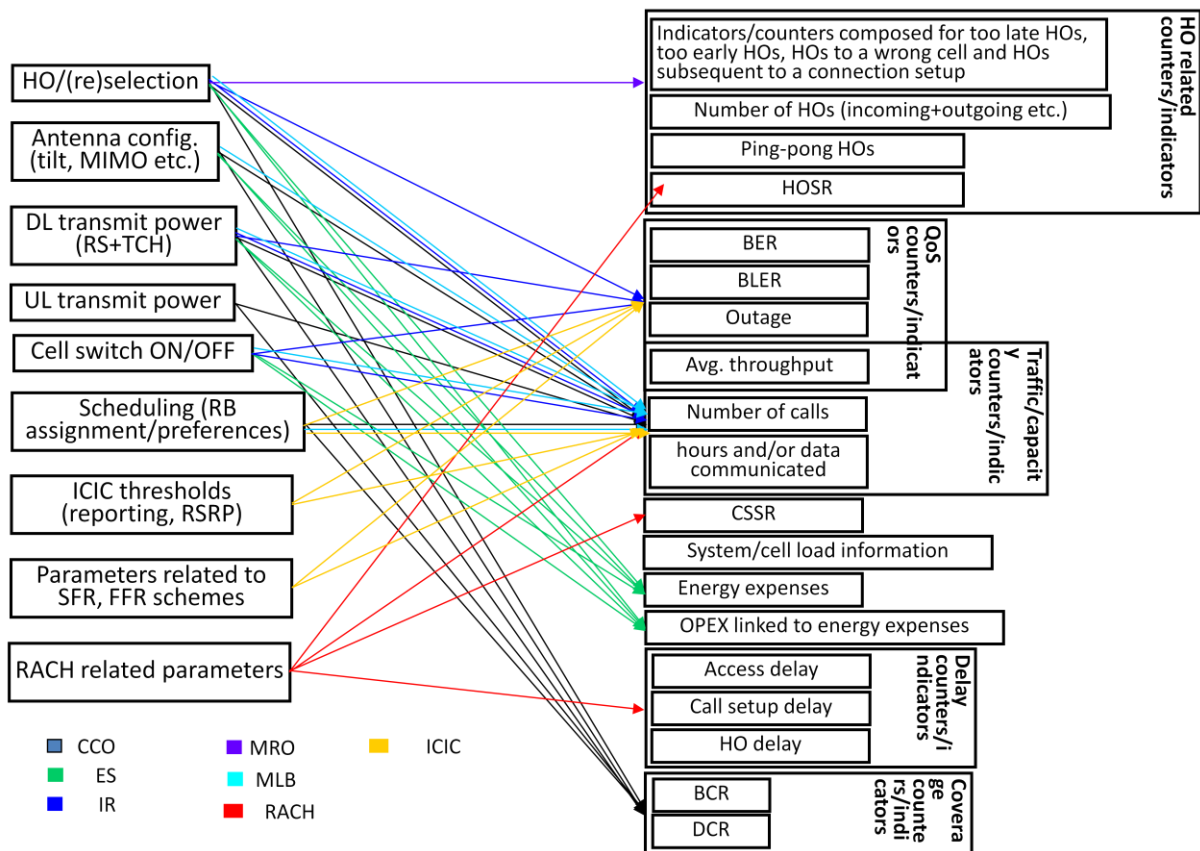 HO/(re)selection
Antenna config.
(tilt, MIMO etc.)
DL transmit power
(RS+TCH)
UL transmit power
Cell switch ON/OFF
Scheduling (RB
assignment/preferences)
ICIC thresholds
(reporting, RSRP)
Parameters related to
SFR, FFR schemes
RACH related parameters
CCO
ES
IR
MRO
MLB
RACH
ICIC
Indicators/counters composed for too late HOs,
too early HOs, HOs to a wrong cell and HOs
subsequent to a connection setup
Number of HOs (incoming+outgoing etc.)
Ping-pong HOs
HOSR
HO related
counters/indicators
BER
BLER
Outage
Avg. throughput
QoS
counters/indicat
ors
Number of calls
hours and/or data
communicated
Traffic/capacit
y
counters/indic
ators
CSSR
System/cell load information
Energy expenses
OPEX linked to energy expenses
Access delay
Call setup delay
HO delay
Delay
counters/i
ndicators
BCR
DCR
Covera
ge
counte
rs/indi
cators